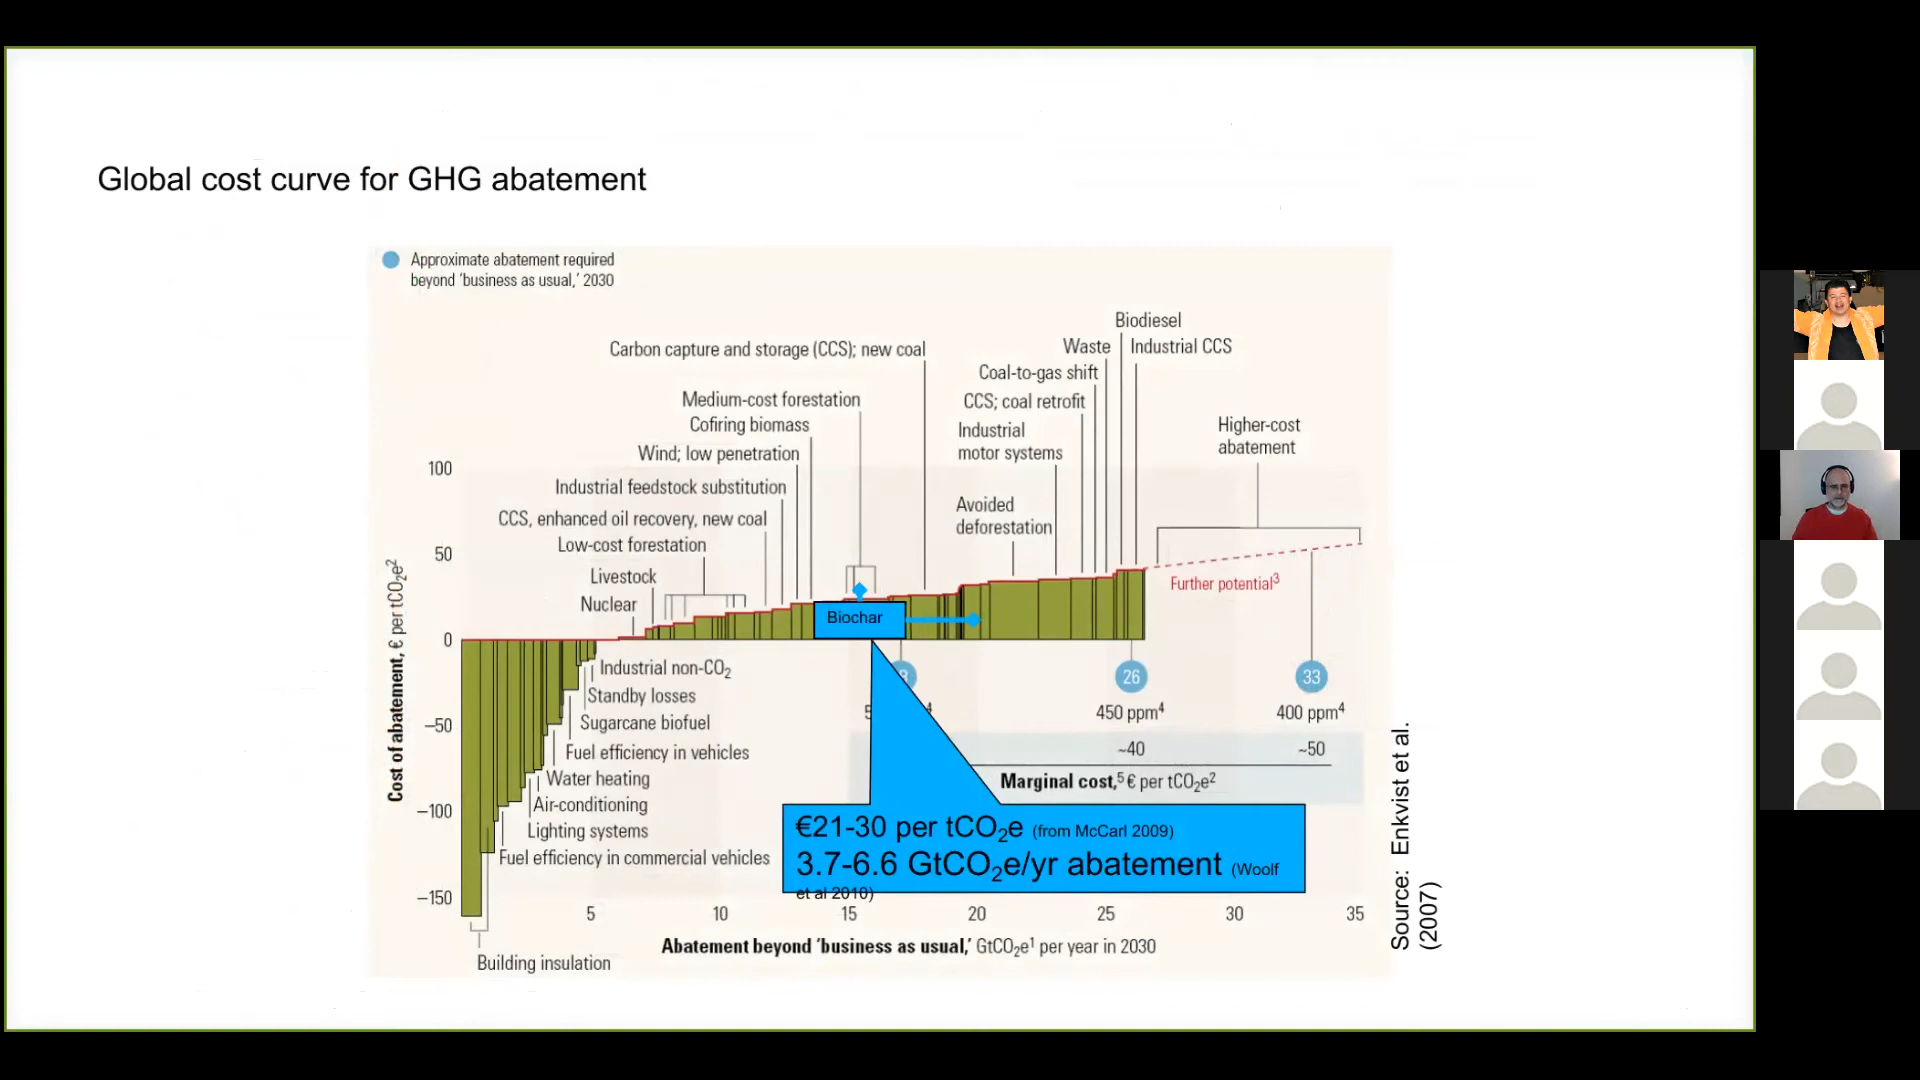 Global cost curve for GHG abatement
Approximate abatement required
beyond ‘business as usual,’ 2030
Biodiesel
Waste
Industrial CCS
Carbon capture and storage (CCS); new coal
Coal-to-gas shift
Medium-cost forestation
CCS; coal retrofit
Cofiring biomass
Industrial
motor systems
Higher-cost
abatement
Wind; low penetration
Industrial feedstock substitution
Avoided
deforestation
CCS, enhanced oil recovery, new coal
Low-cost forestation
Livestock
Nuclear
Further potential³
Biochar
100
50
0
–50
–100
–150
Cost of abatement, € per tCO₂e²
Industrial non-CO₂
Standby losses
Sugarcane biofuel
Fuel efficiency in vehicles
Water heating
Air-conditioning
Lighting systems
Fuel efficiency in commercial vehicles
Building insulation
26
33
450 ppm⁴
400 ppm⁴
~40
~50
Marginal cost,⁵ € per tCO₂e²
€21-30 per tCO₂e (from McCarl 2009)
3.7-6.6 GtCO₂e/yr abatement (Woolf
et al 2010)
5 10 15 20 25 30 35
Abatement beyond ‘business as usual,’ GtCO₂e¹ per year in 2030
Source: Enkvist et al.
(2007)